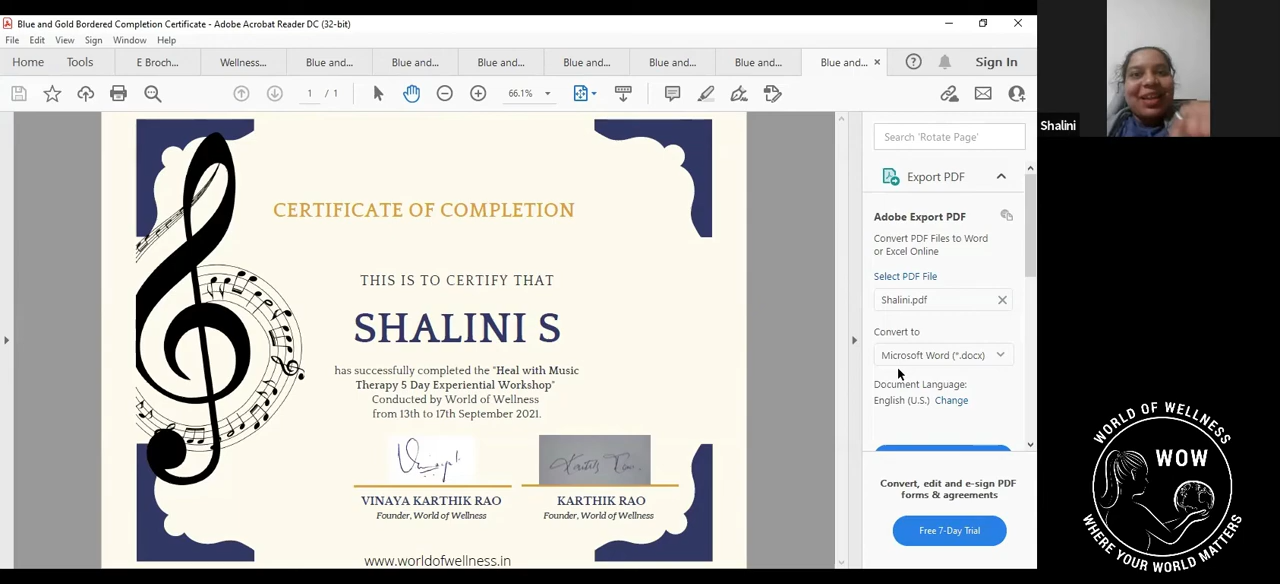 Blue and Gold Bordered Completion Certificate - Adobe Acrobat Reader DC (32-bit)
File Edit View Sign Window Help
Home Tools E Broch... Wellness... Blue and... Blue and... Blue and... Blue and... Blue and... Blue and... Blue and... Sign In
1 / 1 66.1%
CERTIFICATE OF COMPLETION
THIS IS TO CERTIFY THAT
SHALINI S
has successfully completed the "Heal with Music
Therapy 5 Day Experiential Workshop"
Conducted by World of Wellness
from 13th to 17th September 2021.
VINAYA KARTHIK RAO
Founder, World of Wellness
KARTHIK RAO
Founder, World of Wellness
www.worldofwellness.in
Search 'Rotate Page'
Export PDF
Adobe Export PDF
Convert PDF Files to Word
or Excel Online
Select PDF File
Shalini.pdf
Convert to
Microsoft Word (*.docx)
Document Language:
English (U.S.) Change
Convert, edit and e-sign PDF
forms & agreements
Free 7-Day Trial
Shalini
WORLD OF WELLNESS
WOW
WHERE YOUR WORLD MATTERS